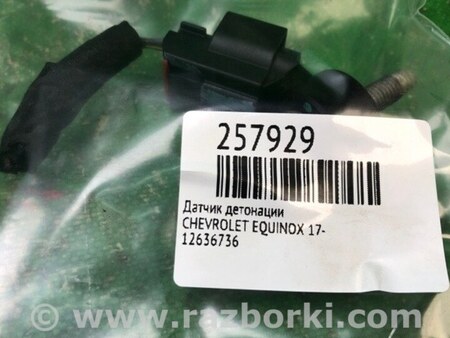 257929
Датчик детонации
CHEVROLET EQUINOX 17-
12636736
www.razborki.com